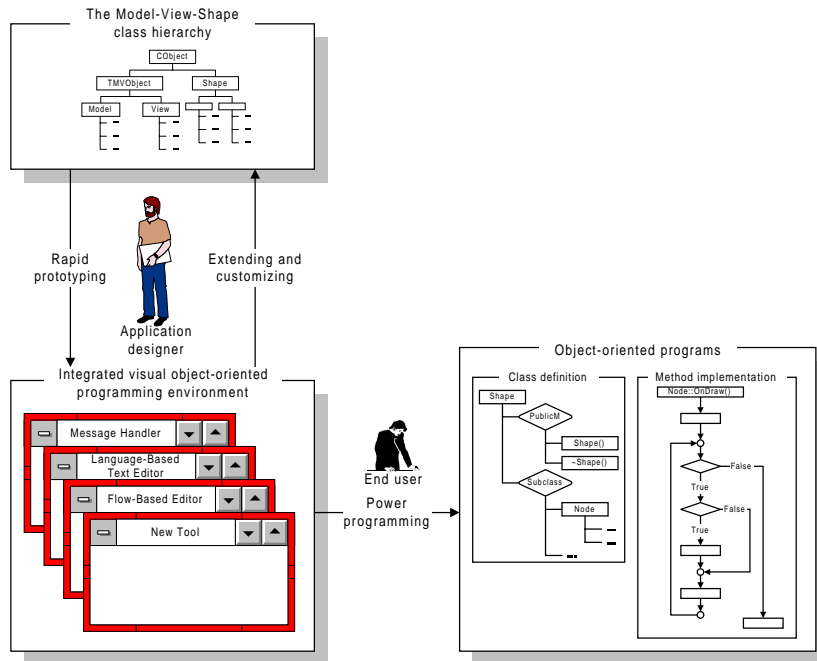 The Model-View-Shape
class hierarchy
CObject
TMVObject
Shape
Model
View
Rapid
prototyping
Extending and
customizing
Application
designer
Integrated visual object-oriented
programming environment
Message Handler
Language-Based
Text Editor
Flow-Based Editor
New Tool
End user
Power
programming
Object-oriented programs
Class definition
Shape
PublicM
Shape()
~Shape()
Subclass
Node
Method implementation
Node::OnDraw()
False
True
False
True